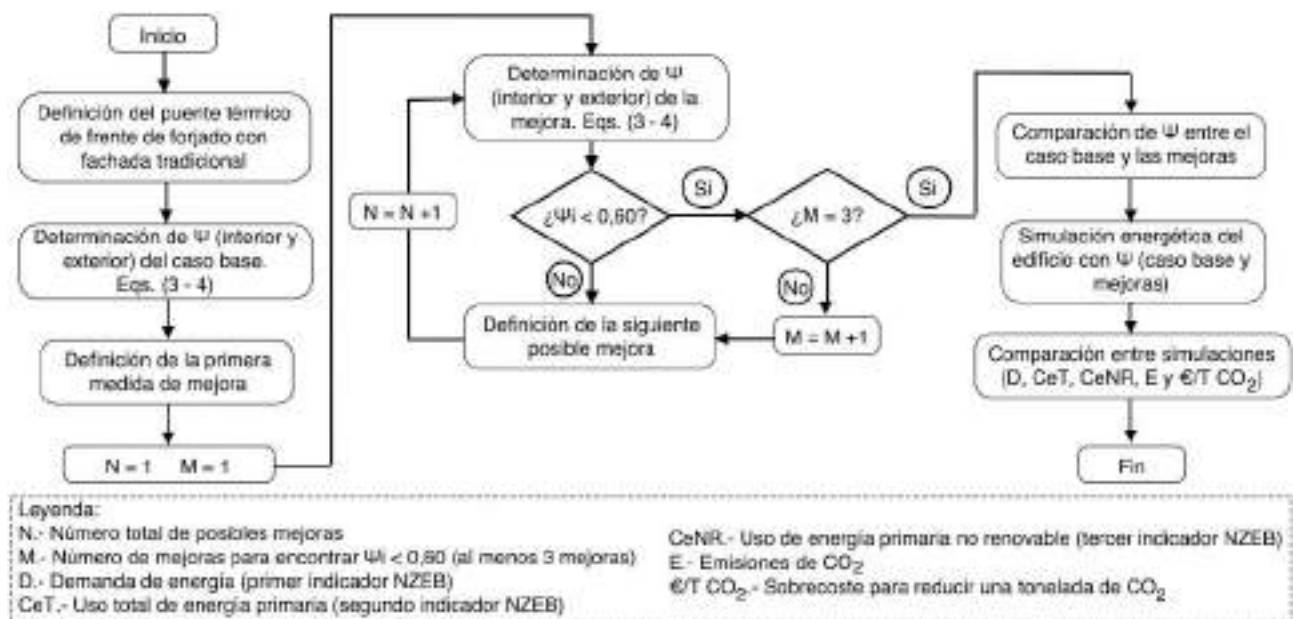 Inicio
Definición del puente térmico
de frente de forjado con
fachada tradicional
Determinación de Ψ (interior y
exterior) del caso base.
Eqs. (3 - 4)
Definición de la primera
medida de mejora
N = 1 M = 1
Determinación de Ψ
(interior y exterior) de la
mejora. Eqs. (3 - 4)
N = N +1
¿Ψi < 0,60?
Si
No
Definición de la siguiente
posible mejora
¿M = 3?
Si
No
M = M +1
Comparación de Ψ entre el
caso base y las mejoras
Simulación energética del
edificio con Ψ (caso base y
mejoras)
Comparación entre simulaciones
(D, CeT, CeNR, E y €/T CO2)
Fin
Leyenda:
N.- Número total de posibles mejoras
M.- Número de mejoras para encontrar Ψi < 0,60 (al menos 3 mejoras)
D.- Demanda de energía (primer indicador NZEB)
CeT.- Uso total de energía primaria (segundo indicador NZEB)
CeNR.- Uso de energía primaria no renovable (tercer indicador NZEB)
E.- Emisiones de CO2
€/T CO2.- Sobrecoste para reducir una tonelada de CO2